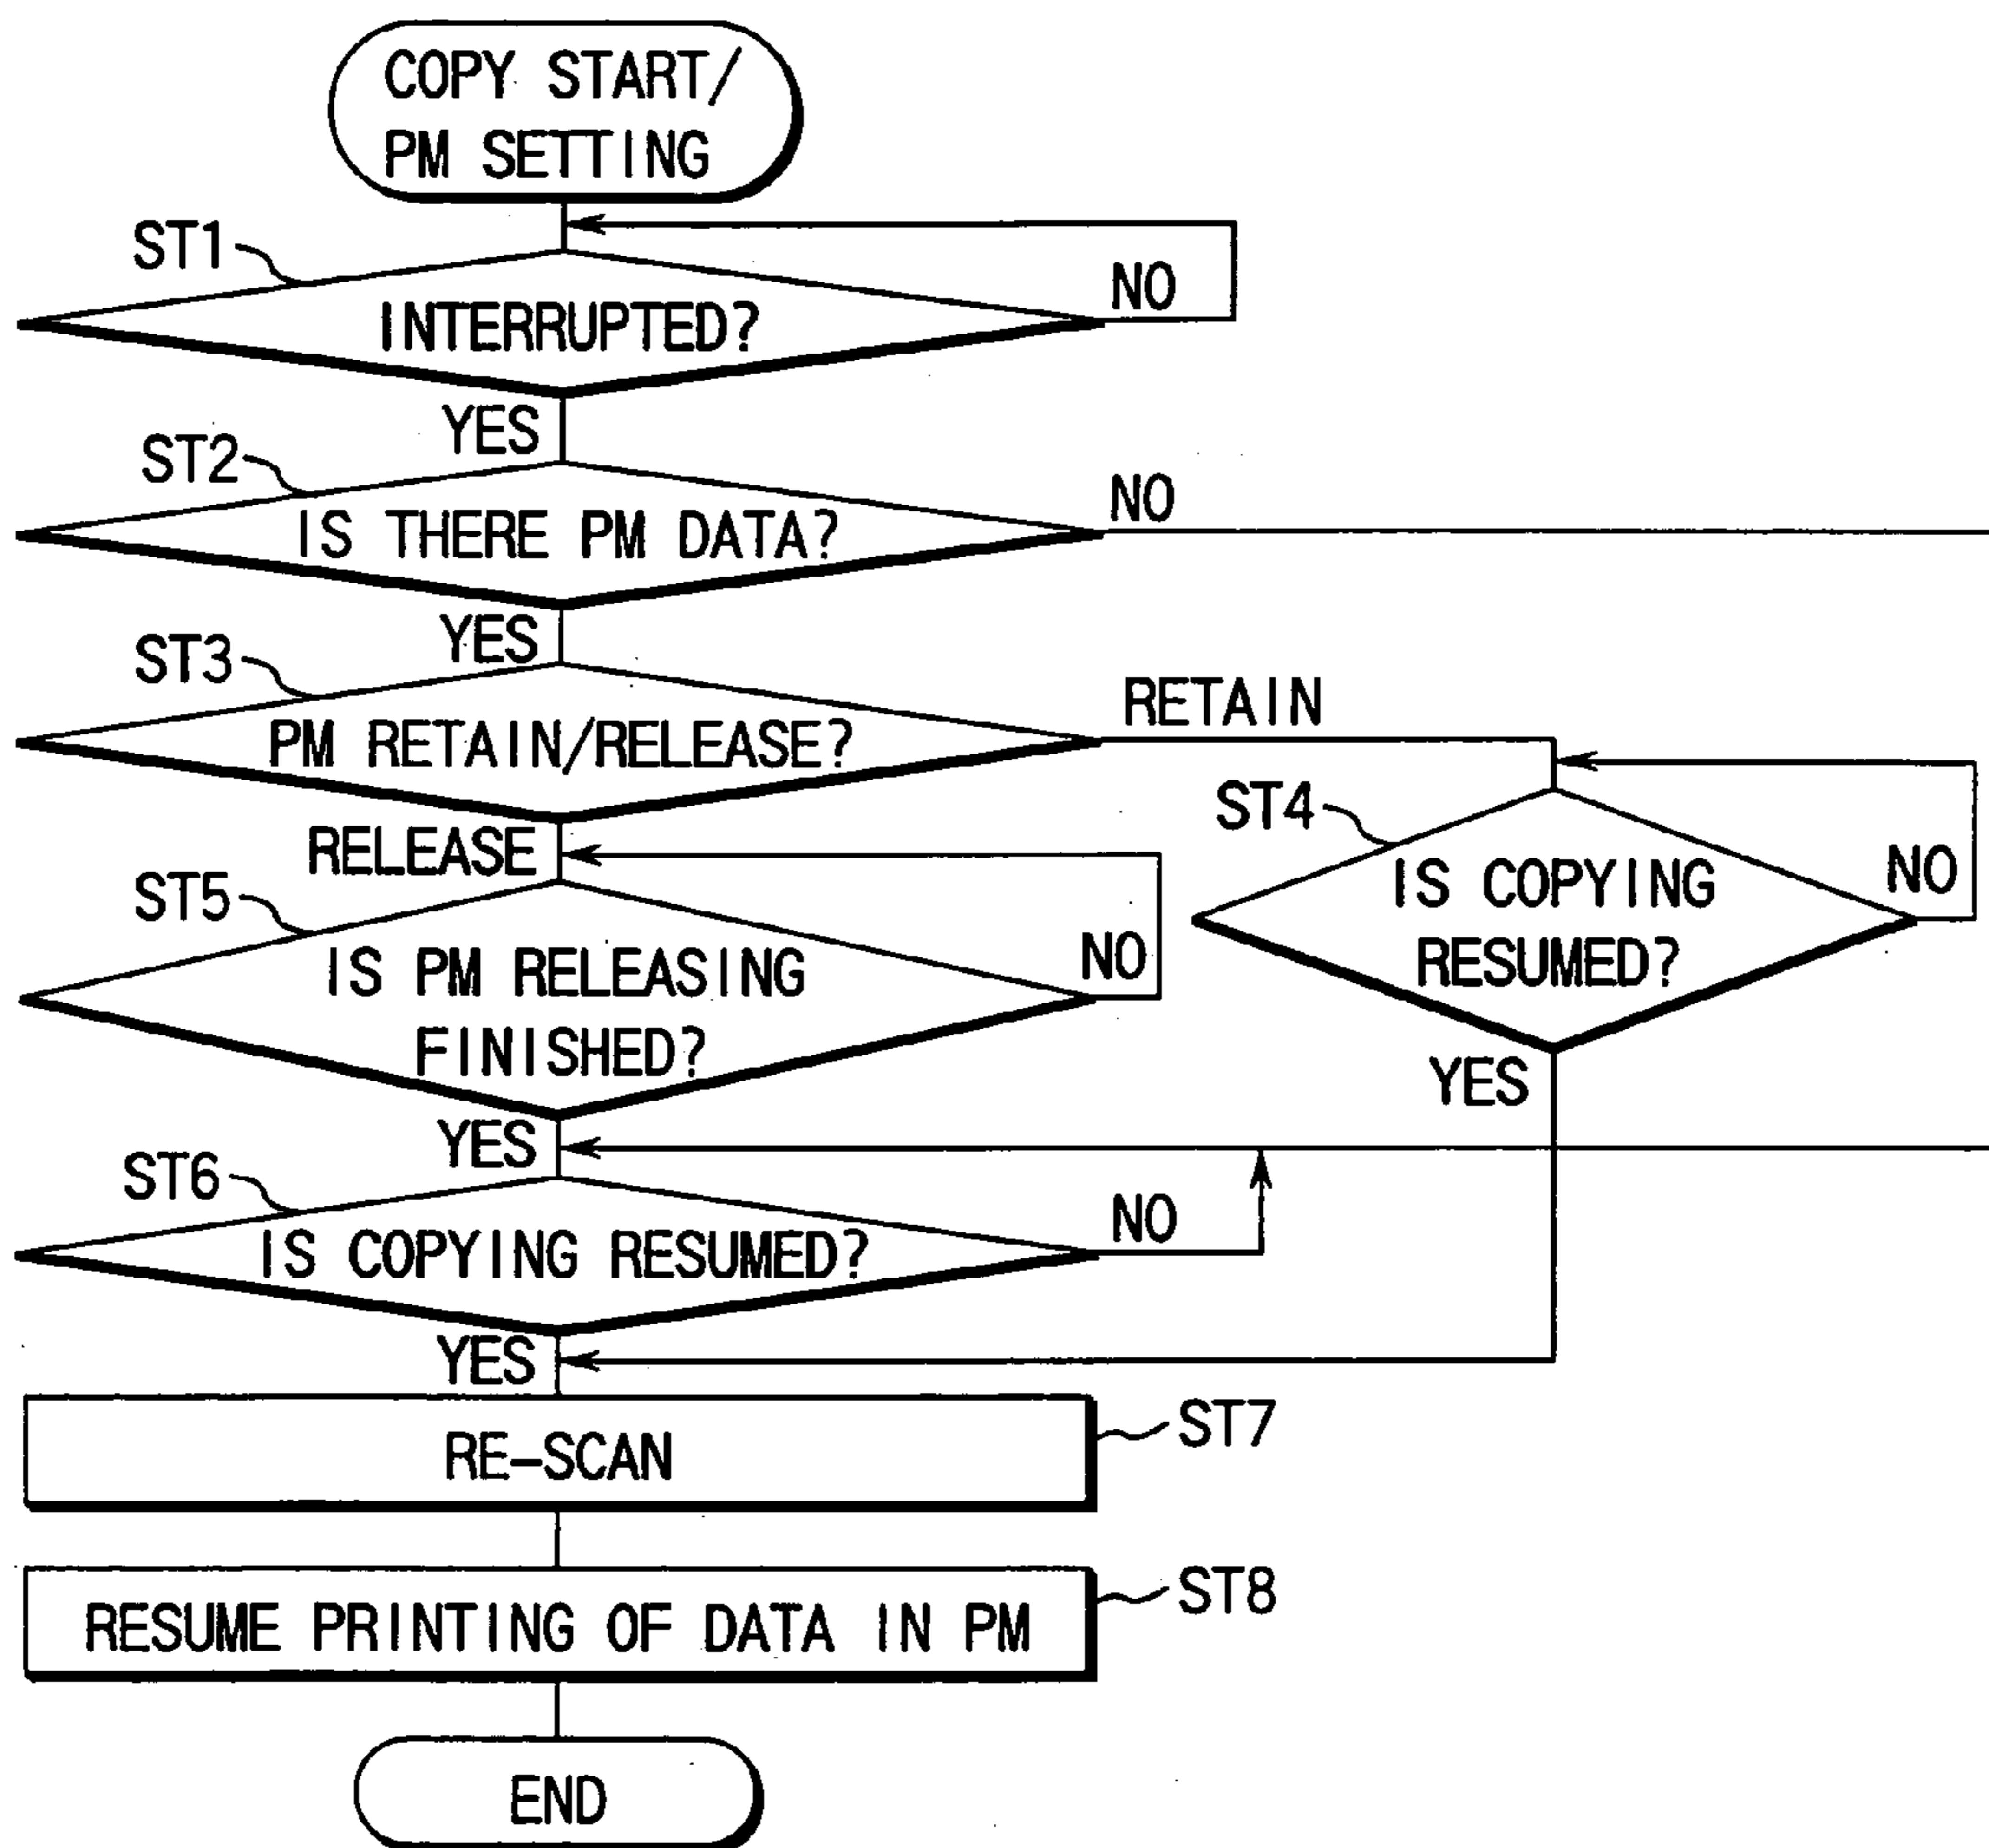 COPY START/
PM SETTING
ST1
INTERRUPTED?
NO
YES
ST2
IS THERE PM DATA?
NO
YES
ST3
PM RETAIN/RELEASE?
RETAIN
RELEASE
ST4
IS COPYING
RESUMED?
NO
YES
ST5
IS PM RELEASING
FINISHED?
NO
YES
ST6
IS COPYING RESUMED?
NO
YES
RE-SCAN
ST7
RESUME PRINTING OF DATA IN PM
ST8
END